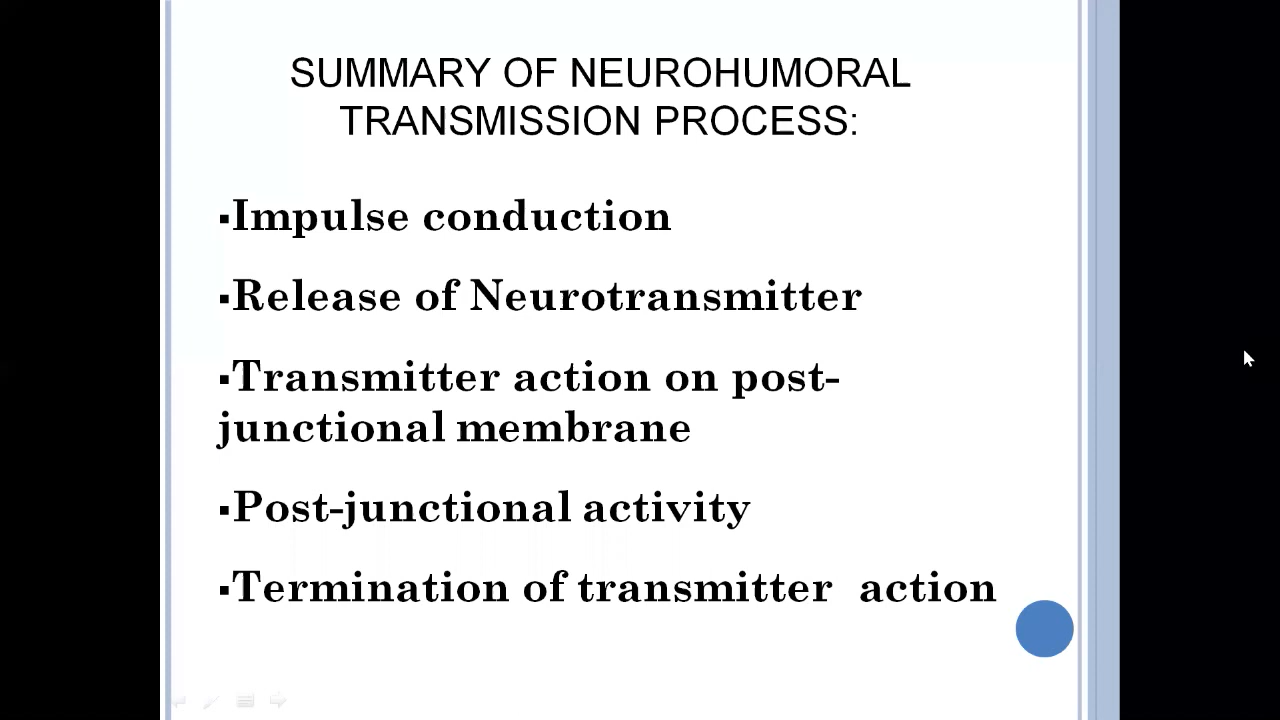 SUMMARY OF NEUROHUMORAL
TRANSMISSION PROCESS:
▪Impulse conduction
▪Release of Neurotransmitter
▪Transmitter action on post-
junctional membrane
▪Post-junctional activity
▪Termination of transmitter  action